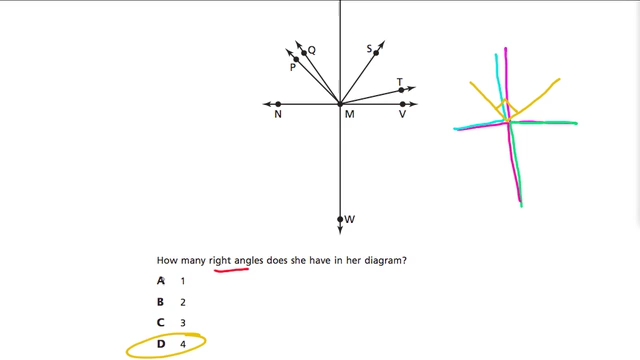 Q
S
P
T
N
M
V
W
How many right angles does she have in her diagram?
A 1
B 2
C 3
D 4